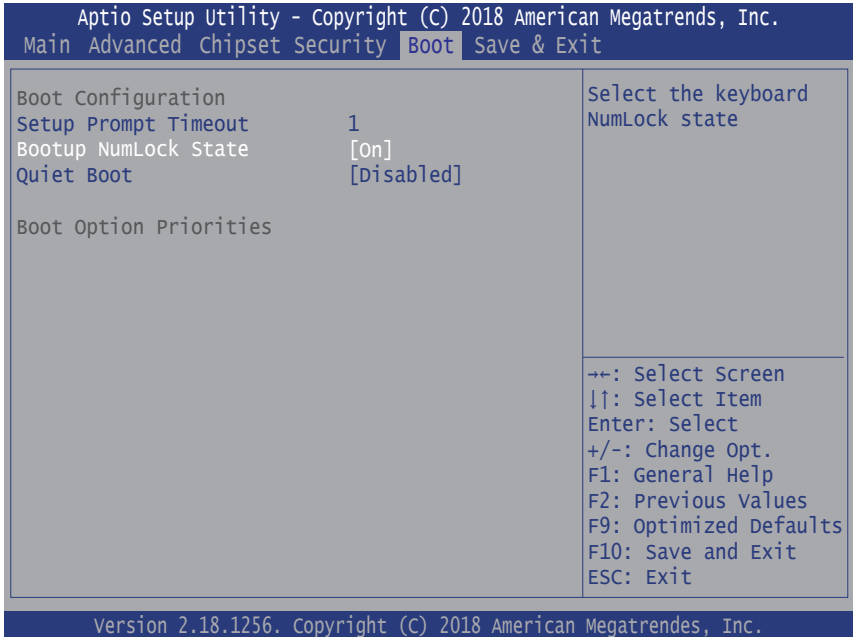 Aptio Setup Utility - Copyright (C) 2018 American Megatrends, Inc.
Main Advanced Chipset Security Boot Save & Exit
Boot Configuration
Setup Prompt Timeout 1
Bootup NumLock State [On]
Quiet Boot [Disabled]
Boot Option Priorities
Select the keyboard
NumLock state
→←: Select Screen
↓↑: Select Item
Enter: Select
+/-: Change Opt.
F1: General Help
F2: Previous Values
F9: Optimized Defaults
F10: Save and Exit
ESC: Exit
Version 2.18.1256. Copyright (C) 2018 American Megatrendes, Inc.